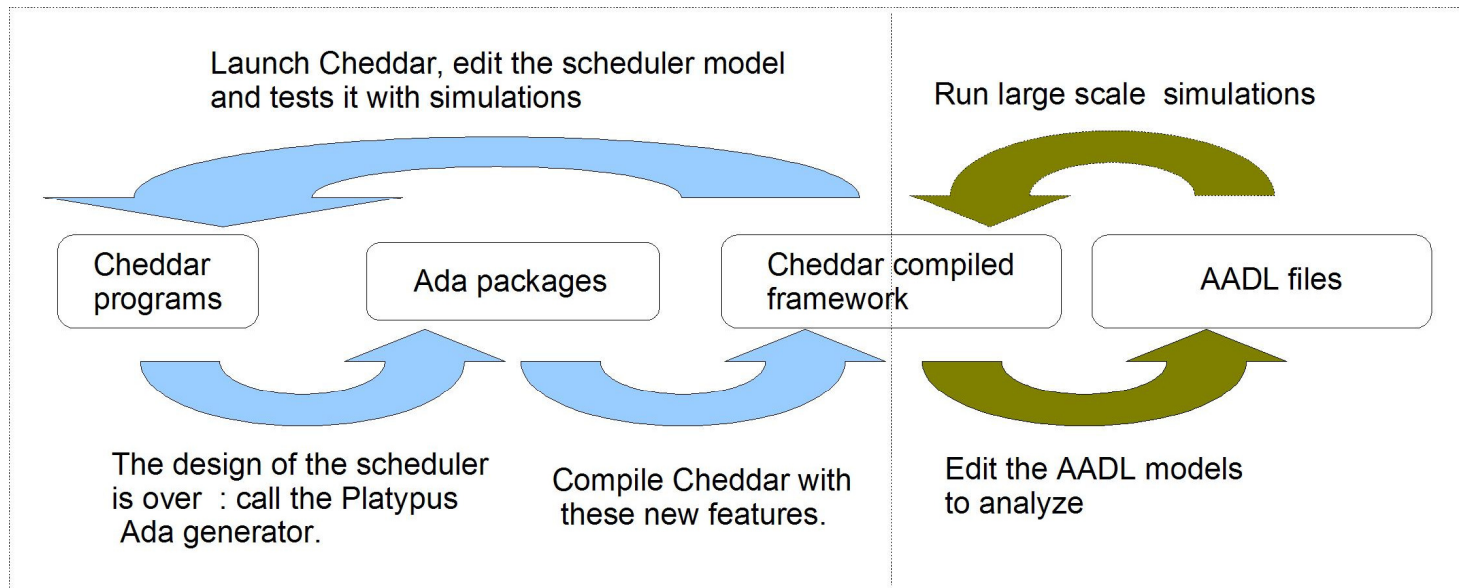 Launch Cheddar, edit the scheduler model
and tests it with simulations
Run large scale  simulations
Cheddar
programs
Ada packages
Cheddar compiled
framework
AADL files
The design of the scheduler
is over  : call the Platypus
Ada generator.
Compile Cheddar with
these new features.
Edit the AADL models
to analyze